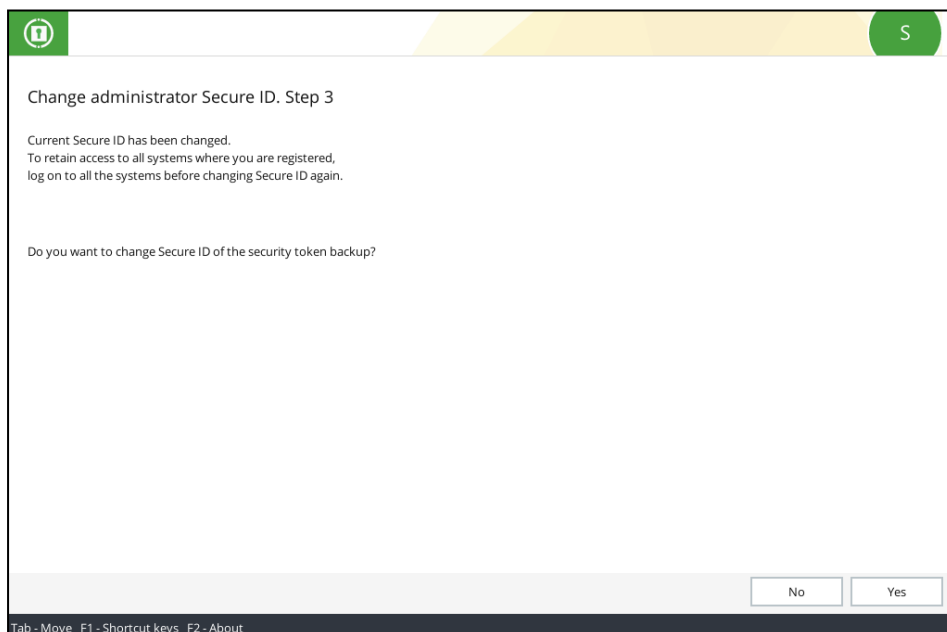 S
Change administrator Secure ID. Step 3
Current Secure ID has been changed.
To retain access to all systems where you are registered,
log on to all the systems before changing Secure ID again.
Do you want to change Secure ID of the security token backup?
No
Yes
Tab - Move F1 - Shortcut keys F2 - About